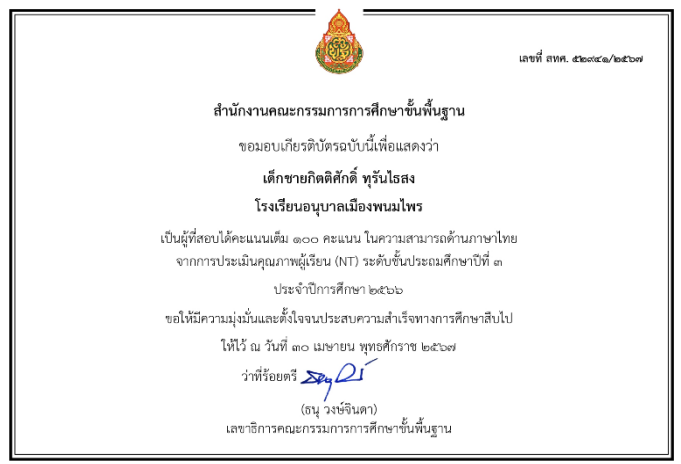 เลขที่ สทศ. ๕๒๙๔๑/๒๕๖๗
สำนักงานคณะกรรมการการศึกษาขั้นพื้นฐาน
ขอมอบเกียรติบัตรฉบับนี้เพื่อแสดงว่า
เด็กชายกิตติศักดิ์ ทุรันไธสง
โรงเรียนอนุบาลเมืองพนมไพร
เป็นผู้ที่สอบได้คะแนนเต็ม ๑๐๐ คะแนน ในความสามารถด้านภาษาไทย
จากการประเมินคุณภาพผู้เรียน (NT) ระดับชั้นประถมศึกษาปีที่ ๓
ประจำปีการศึกษา ๒๕๖๖
ขอให้มีความมุ่งมั่นและตั้งใจจนประสบความสำเร็จทางการศึกษาสืบไป
ให้ไว้ ณ วันที่ ๓๐ เมษายน พุทธศักราช ๒๕๖๗
ว่าที่ร้อยตรี
(ธนุ วงษ์จินดา)
เลขาธิการคณะกรรมการการศึกษาขั้นพื้นฐาน